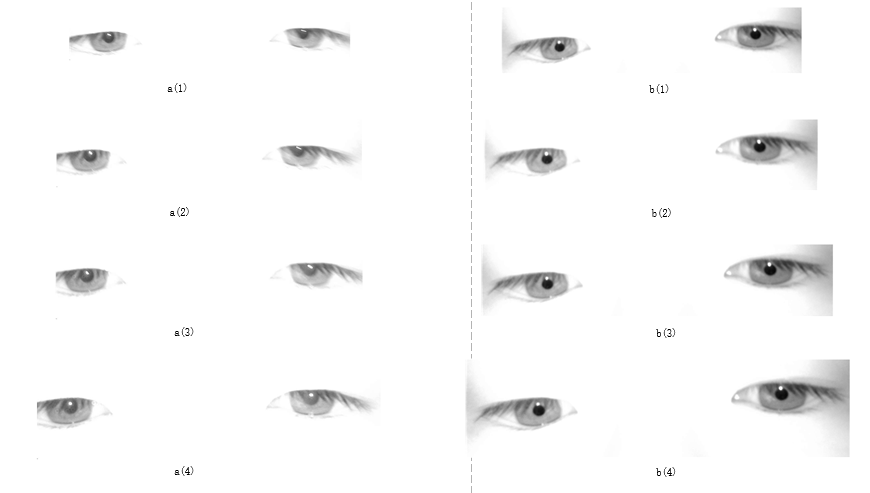 a(1)
b(1)
a(2)
b(2)
a(3)
b(3)
a(4)
b(4)